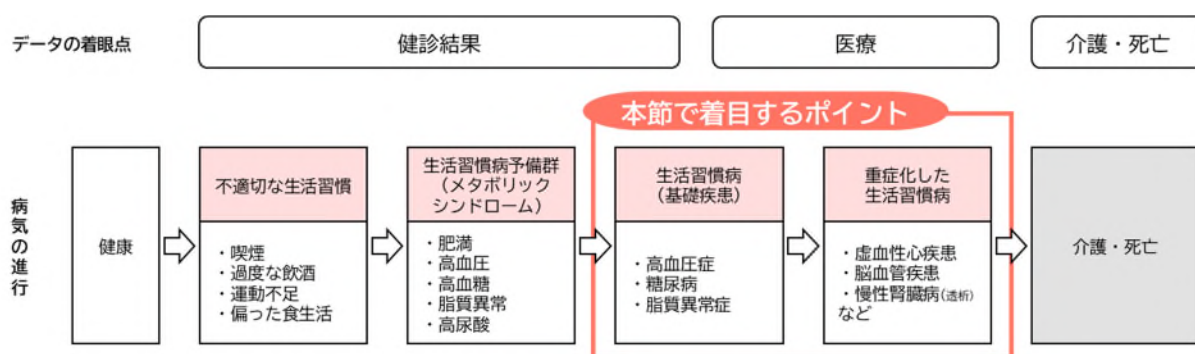 データの着眼点
健診結果
医療
介護・死亡
本節で着目するポイント
病気の進行
健康
不適切な生活習慣
・喫煙
・過度な飲酒
・運動不足
・偏った食生活
生活習慣病予備群
（メタボリック
シンドローム）
・肥満
・高血圧
・高血糖
・脂質異常
・高尿酸
生活習慣病
（基礎疾患）
・高血圧症
・糖尿病
・脂質異常症
重症化した
生活習慣病
・虚血性心疾患
・脳血管疾患
・慢性腎臓病（透析）
など
介護・死亡